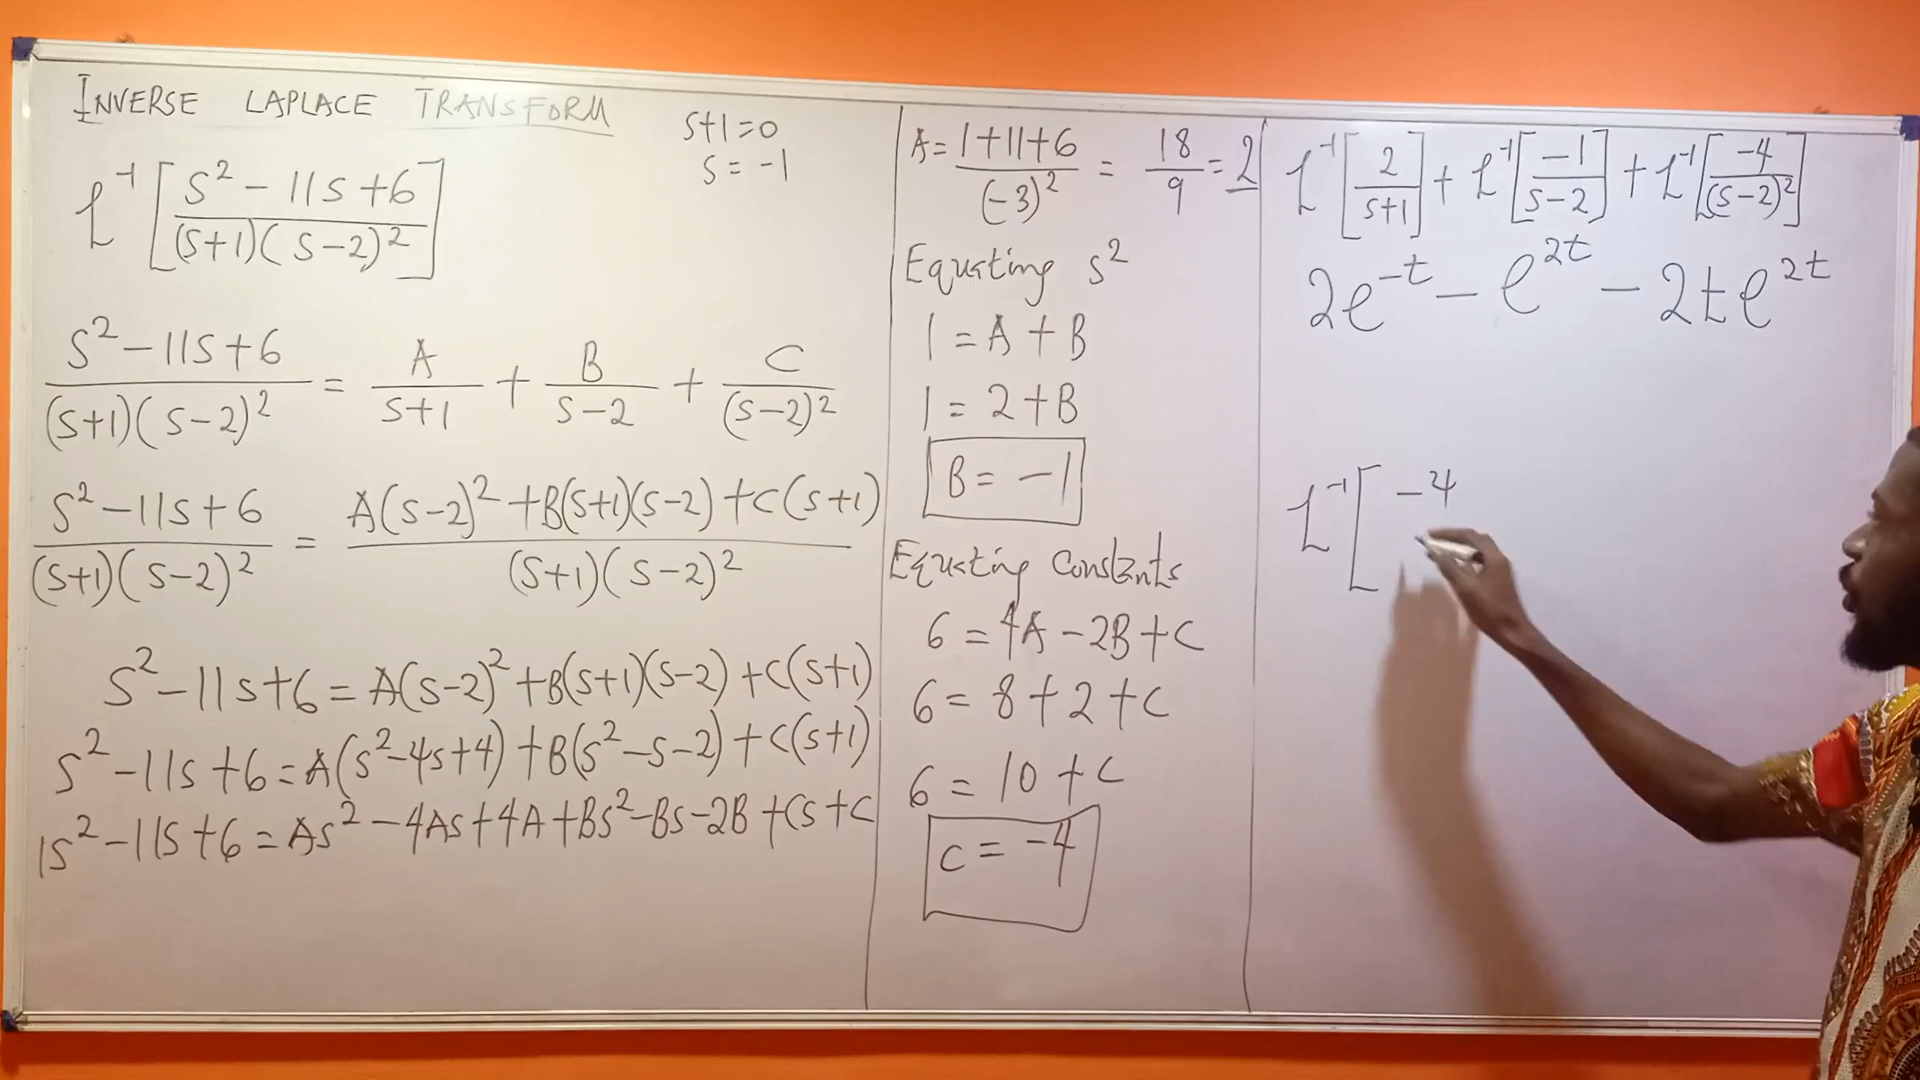 INVERSE LAPLACE TRANSFORM
L⁻¹[(s² - 11s + 6)/((s+1)(s-2)²)]
s+1=0
s = -1
(s² - 11s + 6)/((s+1)(s-2)²) = A/(s+1) + B/(s-2) + C/(s-2)²
(s² - 11s + 6)/((s+1)(s-2)²) = (A(s-2)² + B(s+1)(s-2) + C(s+1))/((s+1)(s-2)²)
s² - 11s + 6 = A(s-2)² + B(s+1)(s-2) + C(s+1)
s² - 11s + 6 = A(s² - 4s + 4) + B(s² - s - 2) + C(s+1)
1s² - 11s + 6 = As² - 4As + 4A + Bs² - Bs - 2B + Cs + C
A = (1+11+6)/(-3)² = 18/9 = 2
Equating s²
1 = A + B
1 = 2 + B
B = -1
Equating Constants
6 = 4A - 2B + C
6 = 8 + 2 + C
6 = 10 + C
C = -4
L⁻¹[2/(s+1)] + L⁻¹[-1/(s-2)] + L⁻¹[-4/(s-2)²]
2e^(-t) - e^(2t) - 2te^(2t)
L⁻¹[ -4